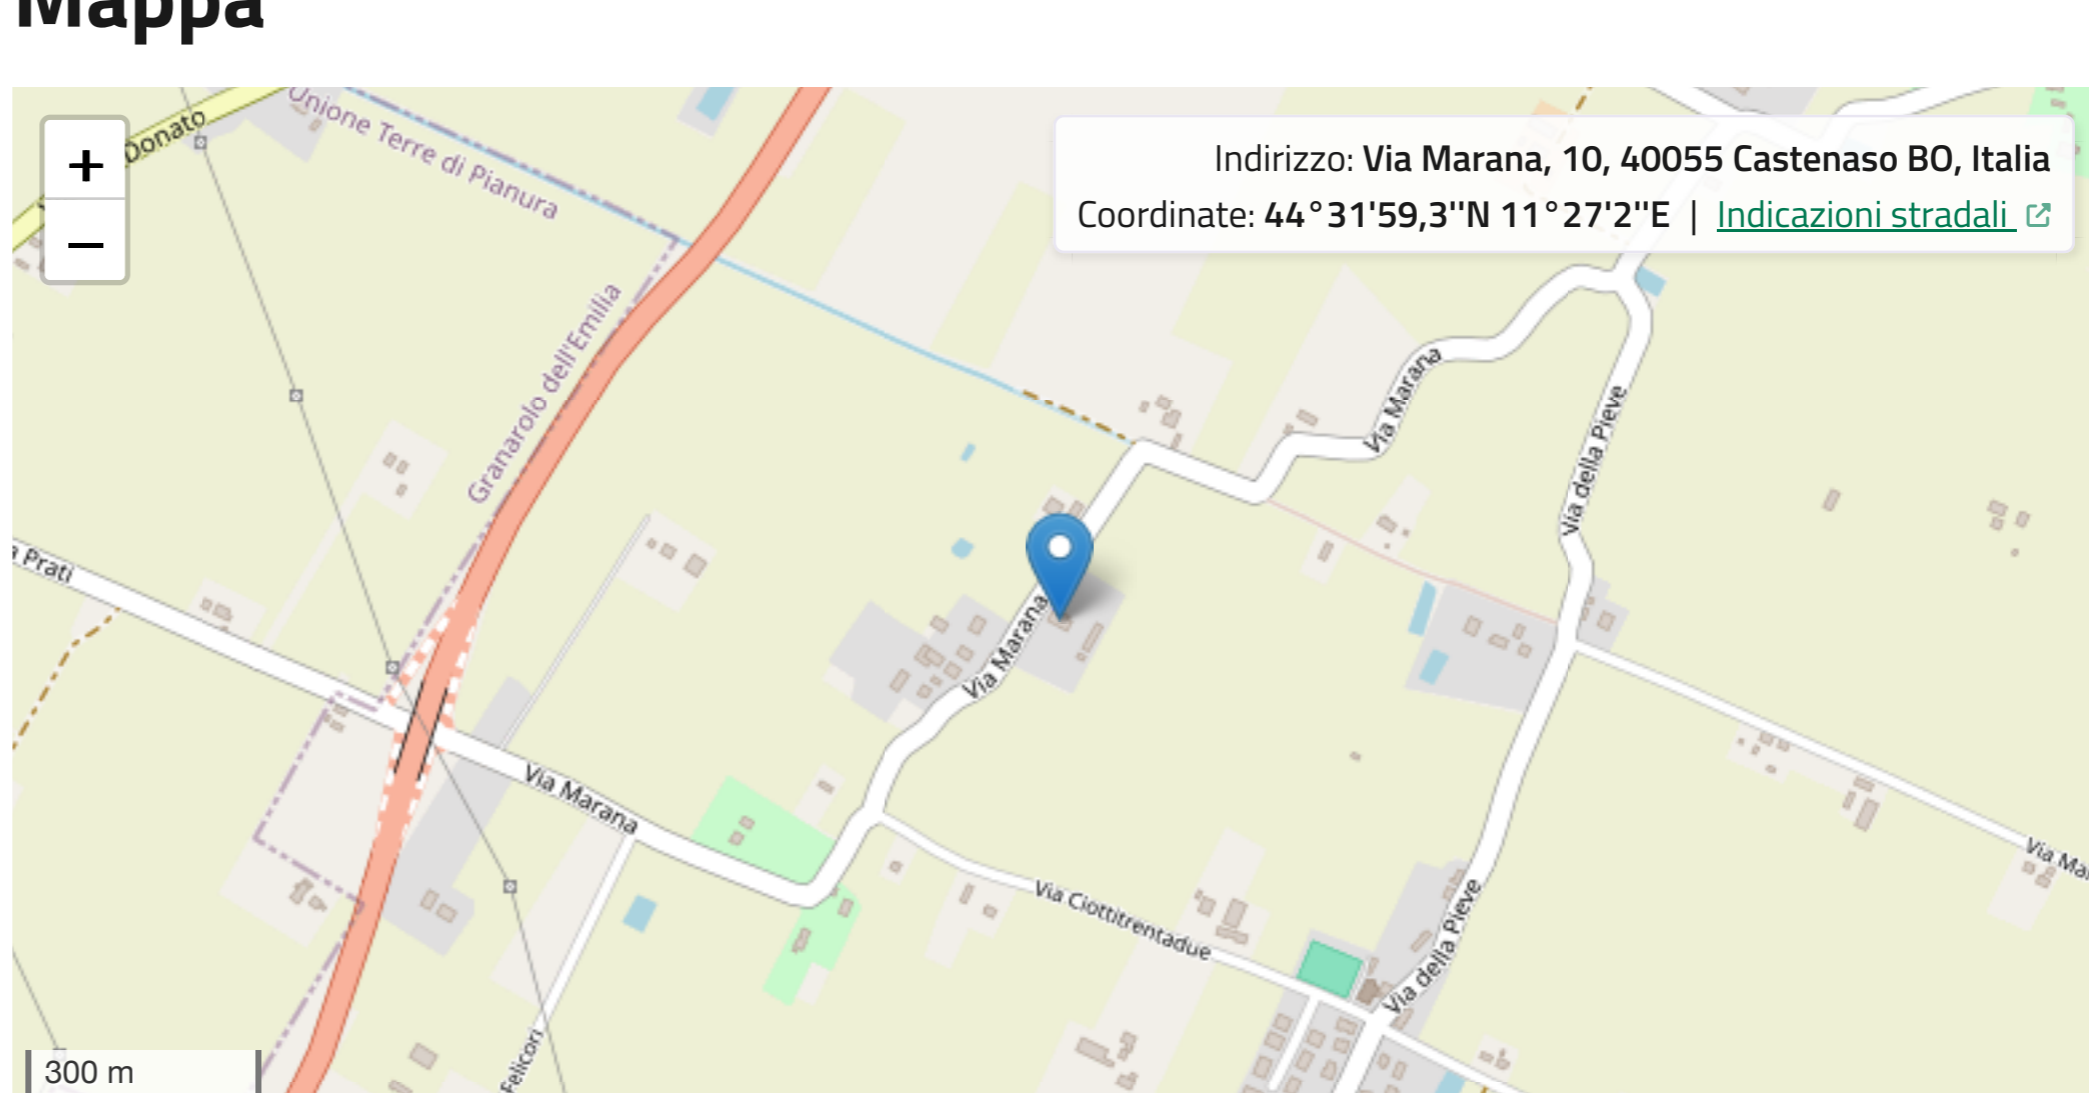 Mappa
+
−
Indirizzo: Via Marana, 10, 40055 Castenaso BO, Italia
Coordinate: 44°31'59,3''N 11°27'2''E | Indicazioni stradali
Donato
Unione Terre di Pianura
Granarolo dell'Emilia
Via Marana
Via della Pieve
Prati
Via Marana
Via Marana
Via Ciottitrentadue
Via della Pieve
Via Ma
Felicori
300 m